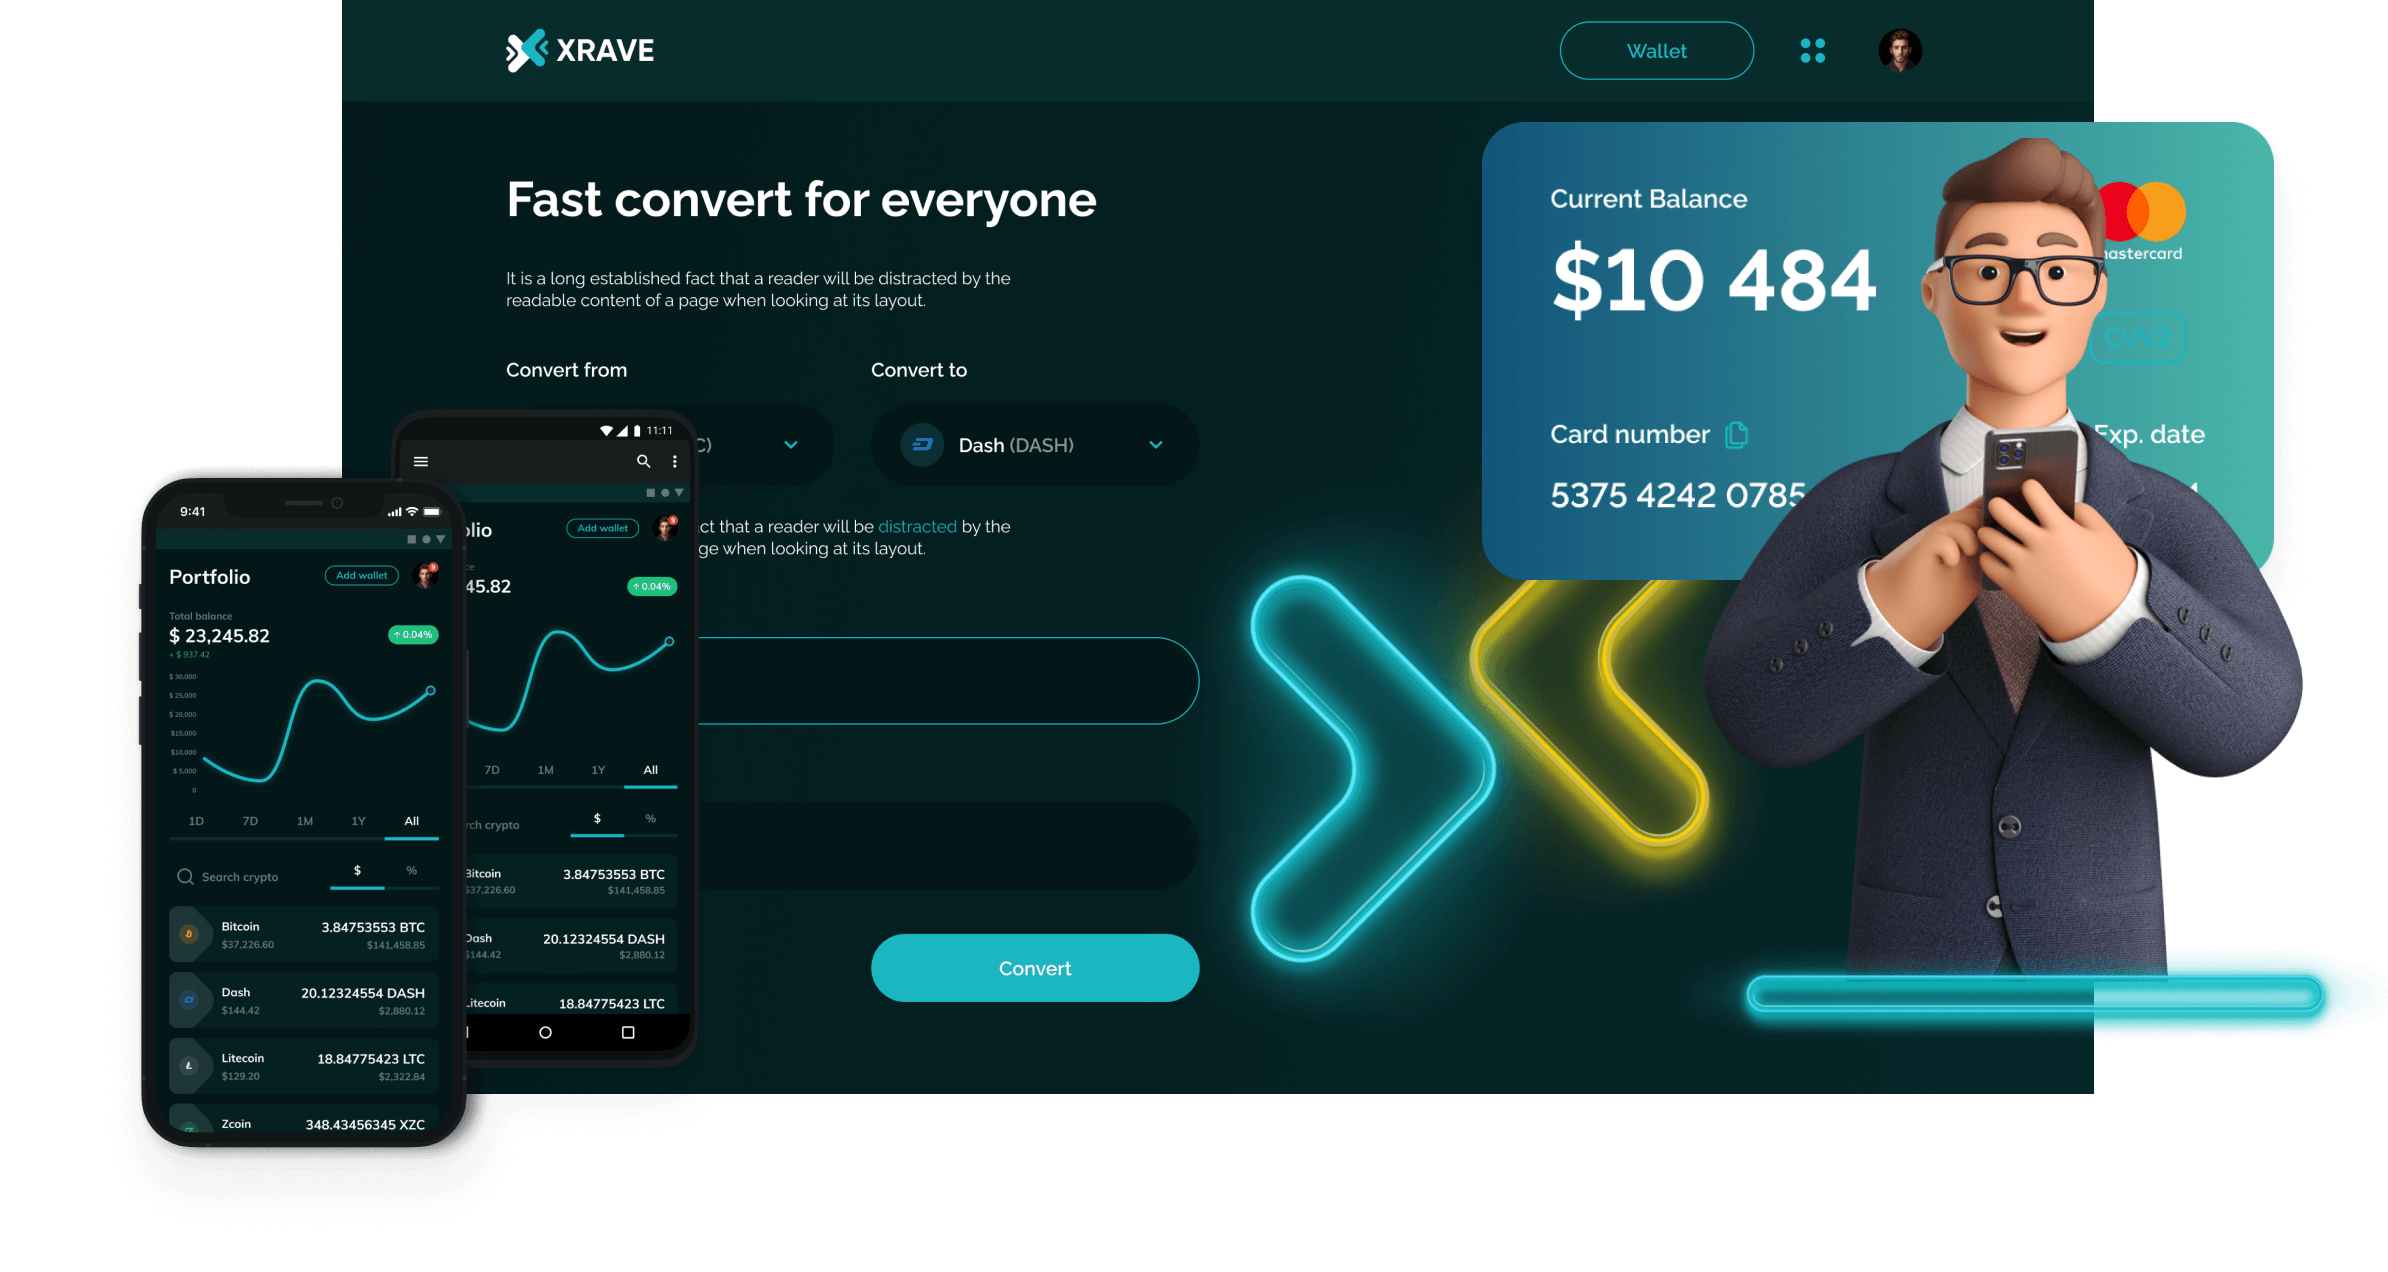 XRAVE
Wallet
Fast convert for everyone
It is a long established fact that a reader will be distracted by the
readable content of a page when looking at its layout.
Convert from
Convert to
C)
Dash (DASH)
ct that a reader will be distracted by the
ge when looking at its layout.
Convert
Current Balance
$10 484
mastercard
CVV2
Card number
Exp. date
5375 4242 0785
11:11
lio
Add wallet
9
ce
45.82
↑ 0.04%
7D
1M
1Y
All
rch crypto
$
%
Bitcoin
3.84753553 BTC
$37,226.60
$141,458.85
Dash
20.12324554 DASH
$144.42
$2,880.12
Litecoin
18.84775423 LTC
9:41
Portfolio
Add wallet
9
Total balance
$ 23,245.82
↑ 0.04%
+ $ 937.42
$ 30,000
$ 25,000
$ 20,000
$15,000
$10,000
$ 5,000
0
1D
7D
1M
1Y
All
Search crypto
$
%
Bitcoin
3.84753553 BTC
$37,226.60
$141,458.85
Dash
20.12324554 DASH
$144.42
$2,880.12
Litecoin
18.84775423 LTC
$129.20
$2,322.84
Zcoin
348.43456345 XZC